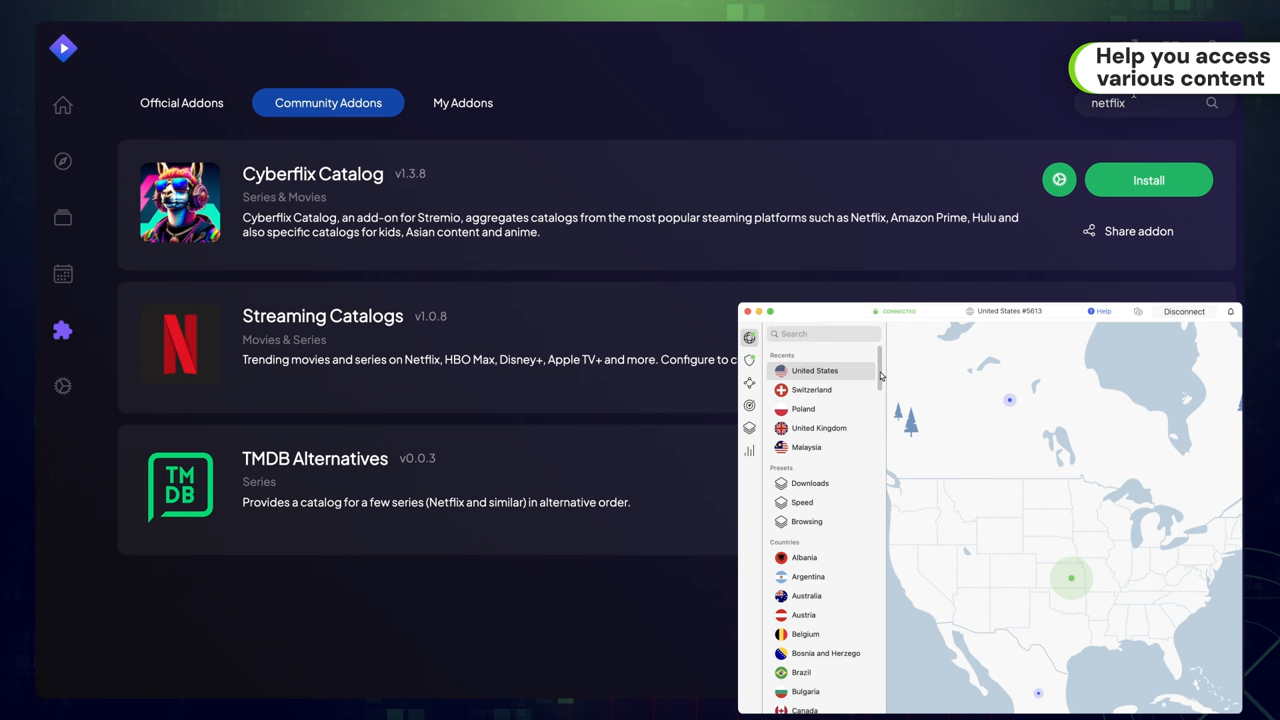 Help you access
various content
Official Addons
Community Addons
My Addons
netflix
Cyberflix Catalog v1.3.8
Series & Movies
Cyberflix Catalog, an add-on for Stremio, aggregates catalogs from the most popular steaming platforms such as Netflix, Amazon Prime, Hulu and
also specific catalogs for kids, Asian content and anime.
Install
Share addon
N
Streaming Catalogs v1.0.8
Movies & Series
Trending movies and series on Netflix, HBO Max, Disney+, Apple TV+ and more. Configure to c
TM
DB
TMDB Alternatives v0.0.3
Series
Provides a catalog for a few series (Netflix and similar) in alternative order.
CONNECTED
United States #5613
Help
Disconnect
Search
Recents
United States
Switzerland
Poland
United Kingdom
Malaysia
Presets
Downloads
Speed
Browsing
Countries
Albania
Argentina
Australia
Austria
Belgium
Bosnia and Herzego
Brazil
Bulgaria
Canada